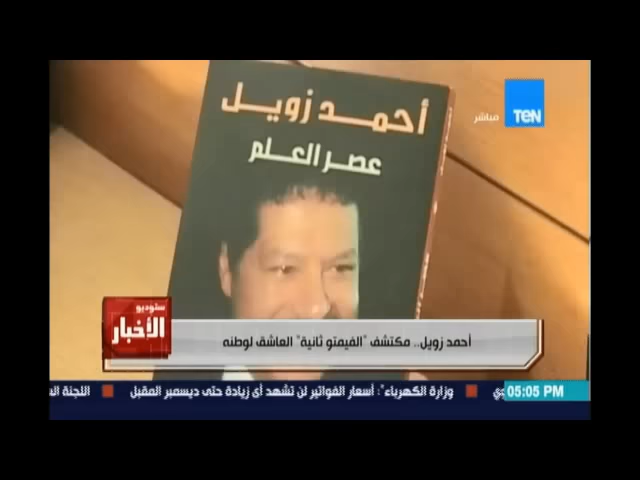 أحمد زويل
عصر العلم
مباشر
TEN
ستوديو
الأخبار
أحمد زويل.. مكتشف "الفيمتو ثانية" العاشق لوطنه
وزارة الكهرباء": أسعار الفواتير لن تشهد أى زيادة حتى ديسمبر المقبل
اللجنة
05:05 PM